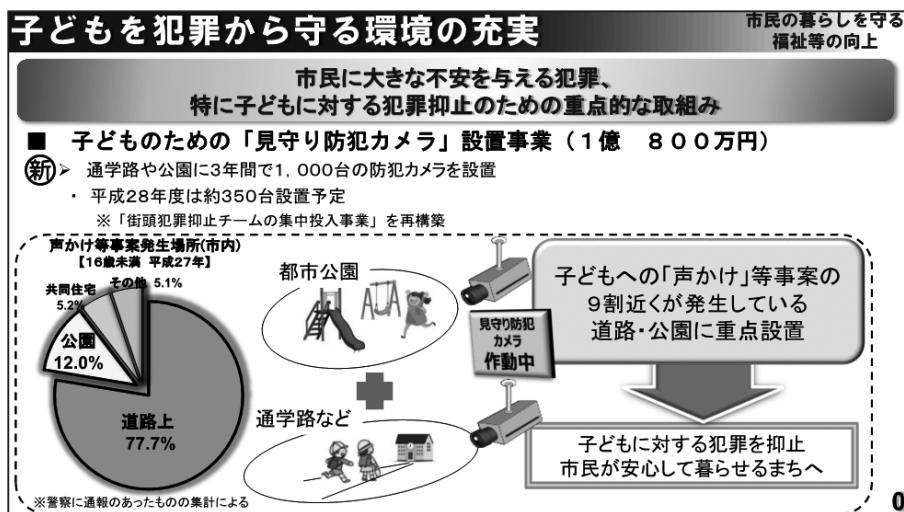 子どもを犯罪から守る環境の充実
市民の暮らしを守る
福祉等の向上
市民に大きな不安を与える犯罪、
特に子どもに対する犯罪抑止のための重点的な取組み
■ 子どものための「見守り防犯カメラ」設置事業（１億　８００万円）
新 ➢ 通学路や公園に3年間で1，000台の防犯カメラを設置
・ 平成28年度は約350台設置予定
※「街頭犯罪抑止チームの集中投入事業」を再構築
声かけ等事案発生場所(市内)
【16歳未満 平成27年】
共同住宅
5.2%
その他 5.1%
公園
12.0%
道路上
77.7%
※警察に通報のあったものの集計による
都市公園
通学路など
見守り防犯
カメラ
作動中
子どもへの「声かけ」等事案の
９割近くが発生している
道路・公園に重点設置
子どもに対する犯罪を抑止
市民が安心して暮らせるまちへ
0